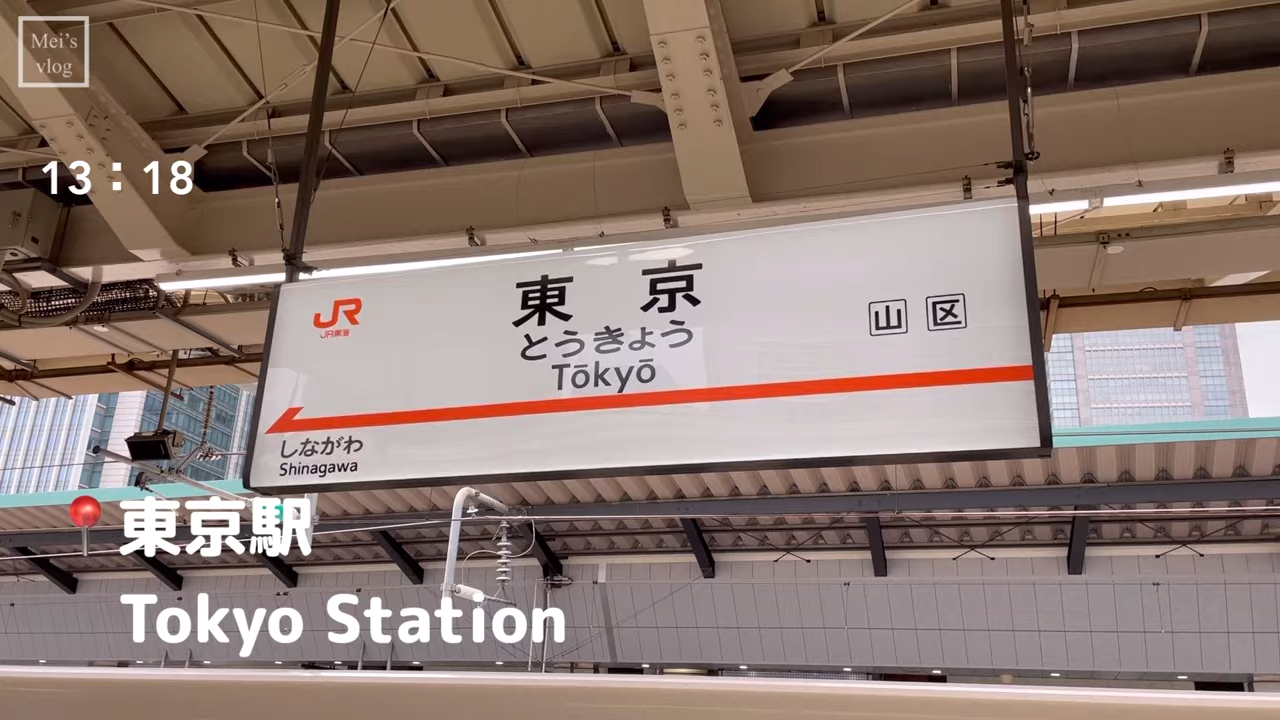 Mei's
vlog
13：18
JR
JR東海
東京
とうきょう
Tōkyō
山 区
しながわ
Shinagawa
東京駅
Tokyo Station